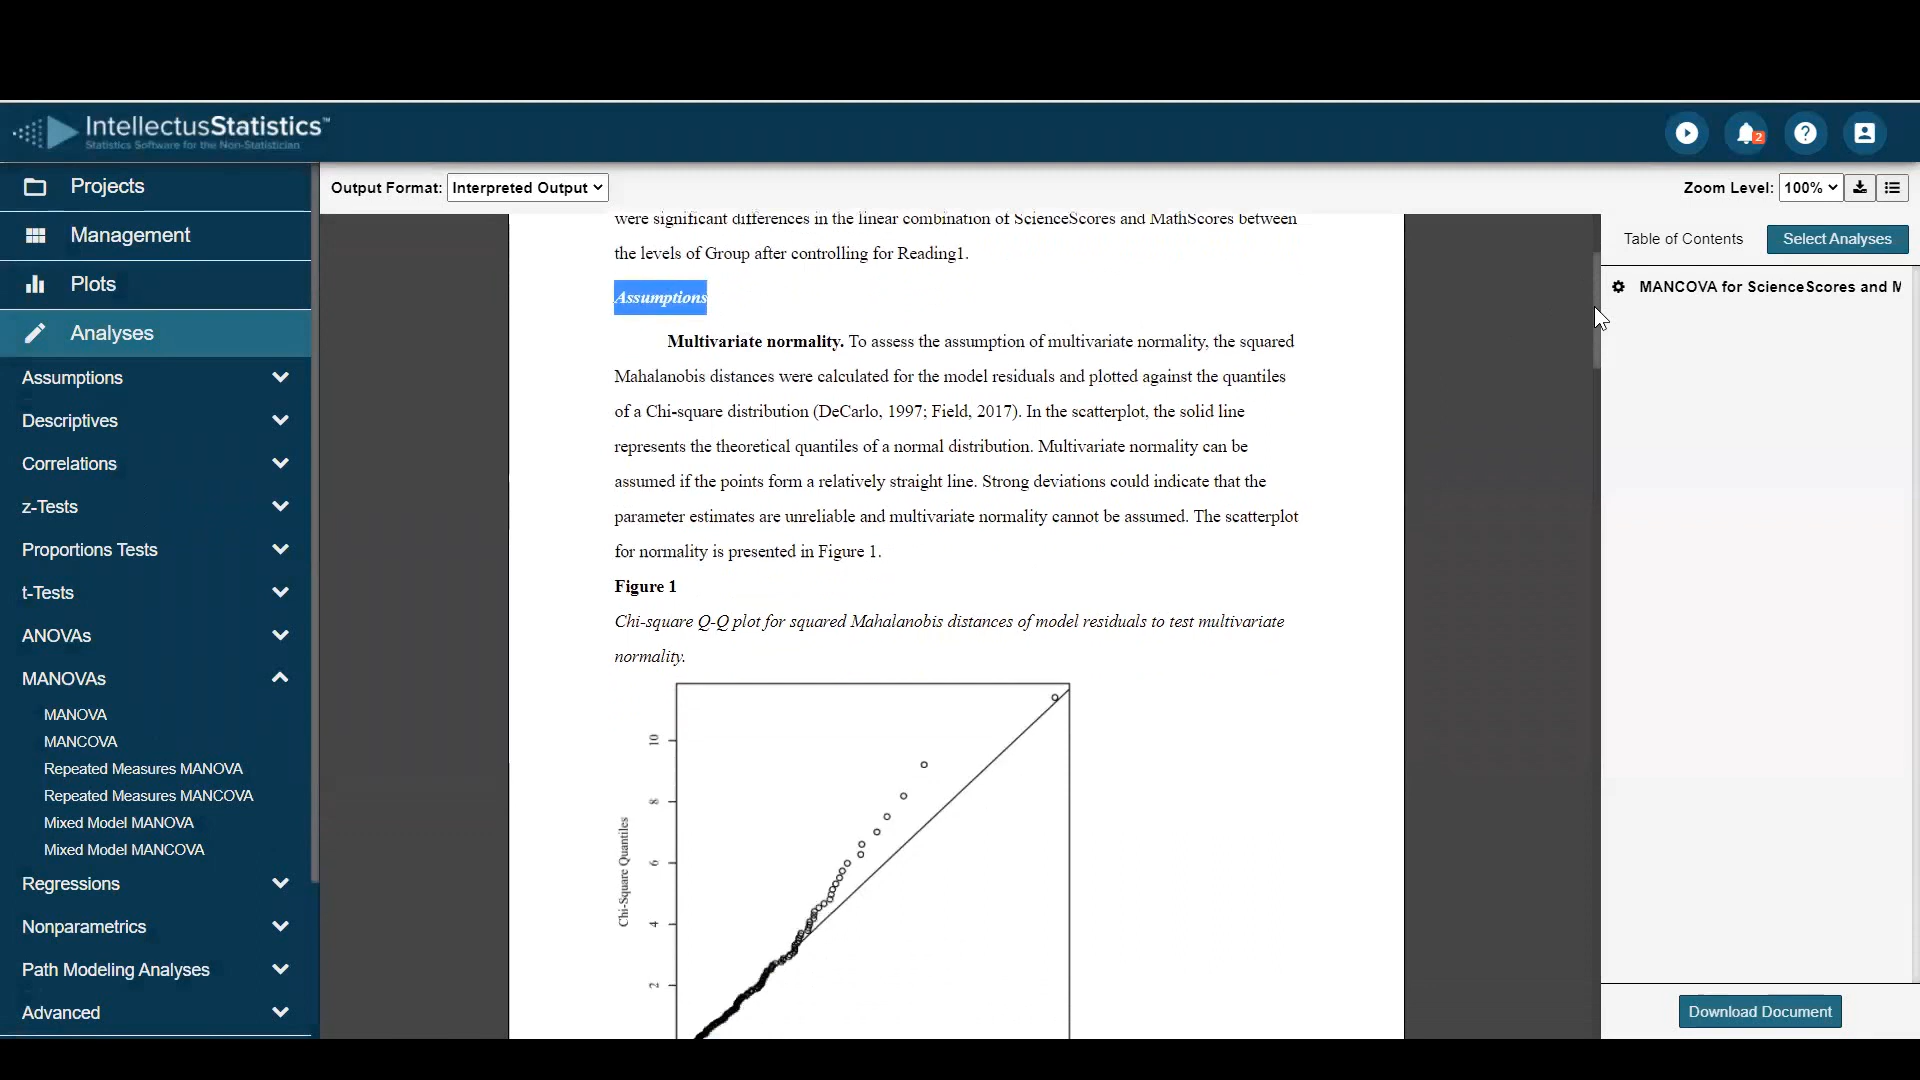 IntellectusStatistics™
Statistics Software for the Non-Statistician
2
Projects
Management
Plots
Analyses
Assumptions
Descriptives
Correlations
z-Tests
Proportions Tests
t-Tests
ANOVAs
MANOVAs
MANOVA
MANCOVA
Repeated Measures MANOVA
Repeated Measures MANCOVA
Mixed Model MANOVA
Mixed Model MANCOVA
Regressions
Nonparametrics
Path Modeling Analyses
Advanced
Output Format: Interpreted Output
Zoom Level: 100%
were significant differences in the linear combination of ScienceScores and MathScores between
the levels of Group after controlling for Reading1.
Assumptions
Multivariate normality. To assess the assumption of multivariate normality, the squared
Mahalanobis distances were calculated for the model residuals and plotted against the quantiles
of a Chi-square distribution (DeCarlo, 1997; Field, 2017). In the scatterplot, the solid line
represents the theoretical quantiles of a normal distribution. Multivariate normality can be
assumed if the points form a relatively straight line. Strong deviations could indicate that the
parameter estimates are unreliable and multivariate normality cannot be assumed. The scatterplot
for normality is presented in Figure 1.
Figure 1
Chi-square Q-Q plot for squared Mahalanobis distances of model residuals to test multivariate
normality.
Chi-Square Quantiles
10
8
6
4
2
Table of Contents
Select Analyses
MANCOVA for ScienceScores and M
Download Document